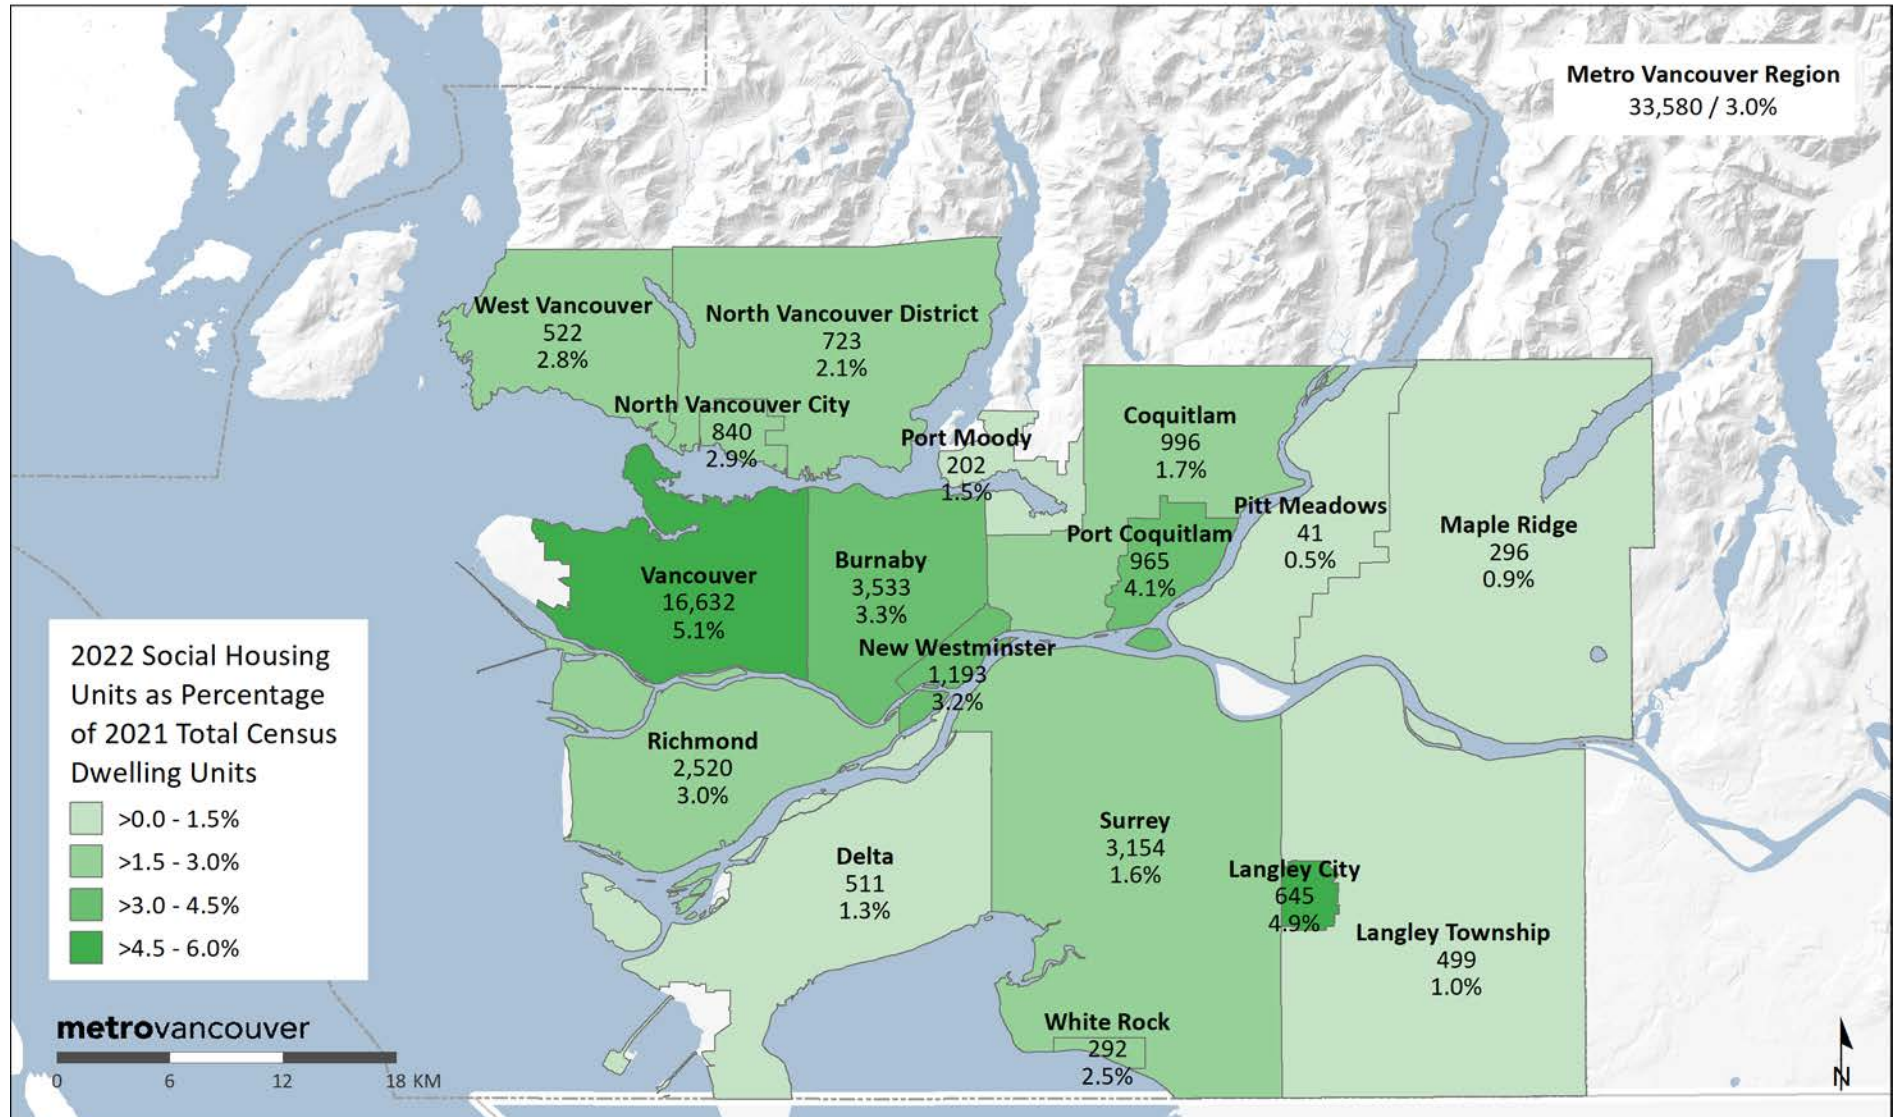 Metro Vancouver Region
33,580 / 3.0%
West Vancouver
522
2.8%
North Vancouver District
723
2.1%
North Vancouver City
840
2.9%
Port Moody
202
1.5%
Coquitlam
996
1.7%
Pitt Meadows
41
0.5%
Maple Ridge
296
0.9%
Port Coquitlam
965
4.1%
Vancouver
16,632
5.1%
Burnaby
3,533
3.3%
New Westminster
1,193
3.2%
Richmond
2,520
3.0%
Delta
511
1.3%
Surrey
3,154
1.6%
Langley City
645
4.9%
Langley Township
499
1.0%
White Rock
292
2.5%
2022 Social Housing
Units as Percentage
of 2021 Total Census
Dwelling Units
>0.0 - 1.5%
>1.5 - 3.0%
>3.0 - 4.5%
>4.5 - 6.0%
metrovancouver
0 6 12 18 KM
N